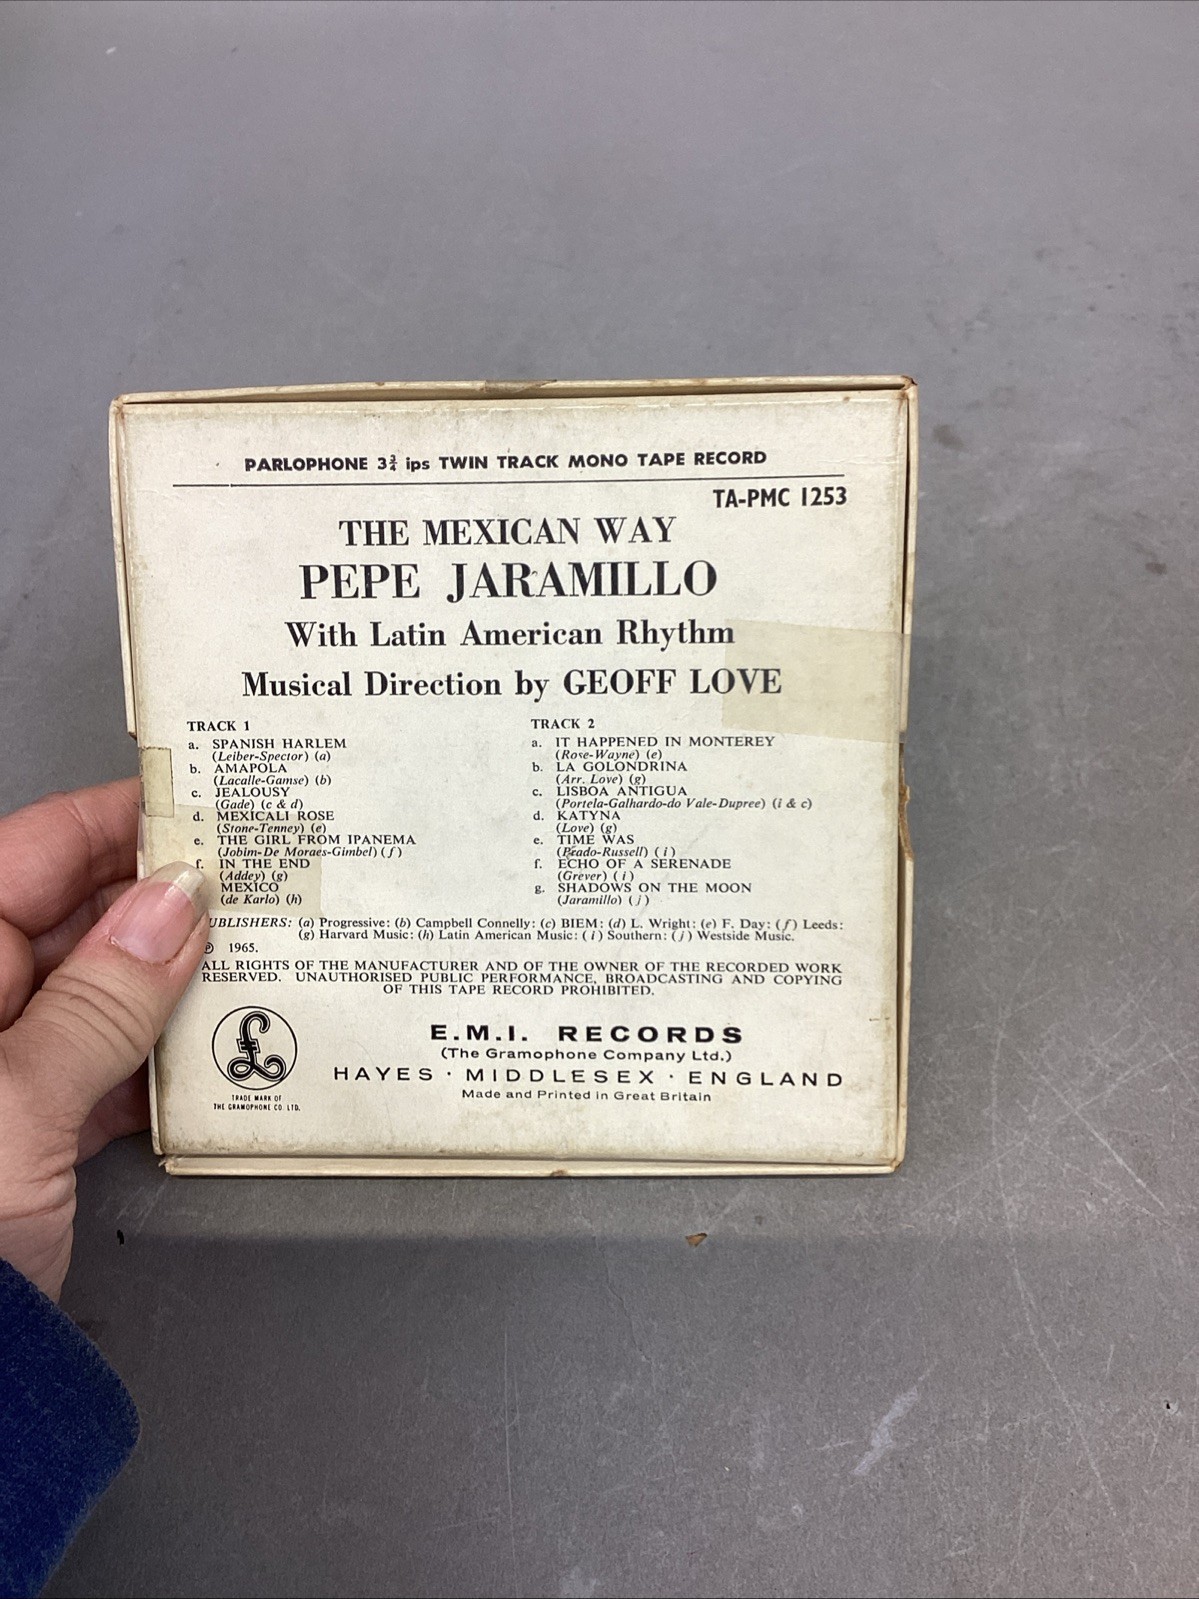 PARLOPHONE 3¾ ips TWIN TRACK MONO TAPE RECORD
TA-PMC 1253
THE MEXICAN WAY
PEPE JARAMILLO
With Latin American Rhythm
Musical Direction by GEOFF LOVE
TRACK 1
a. SPANISH HARLEM
(Leiber-Spector) (a)
b. AMAPOLA
(Lacalle-Gamse) (b)
c. JEALOUSY
(Gade) (c & d)
d. MEXICALI ROSE
(Stone-Tenney) (e)
e. THE GIRL FROM IPANEMA
(Jobim-De Moraes-Gimbel) (f)
f. IN THE END
(Addey) (g)
MEXICO
(de Karlo) (h)
TRACK 2
a. IT HAPPENED IN MONTEREY
(Rose-Wayne) (e)
b. LA GOLONDRINA
(Arr. Love) (g)
c. LISBOA ANTIGUA
(Portela-Galhardo-do Vale-Dupree) (i & c)
d. KATYNA
(Love) (g)
e. TIME WAS
(Prado-Russell) (i)
f. ECHO OF A SERENADE
(Grever) (i)
g. SHADOWS ON THE MOON
(Jaramillo) (j)
UBLISHERS: (a) Progressive: (b) Campbell Connelly: (c) BIEM: (d) L. Wright: (e) F. Day: (f) Leeds:
(g) Harvard Music: (h) Latin American Music: (i) Southern: (j) Westside Music.
℗ 1965.
ALL RIGHTS OF THE MANUFACTURER AND OF THE OWNER OF THE RECORDED WORK
RESERVED. UNAUTHORISED PUBLIC PERFORMANCE, BROADCASTING AND COPYING
OF THIS TAPE RECORD PROHIBITED.
£
TRADE MARK OF
THE GRAMOPHONE CO. LTD.
E.M.I. RECORDS
(The Gramophone Company Ltd.)
HAYES · MIDDLESEX · ENGLAND
Made and Printed in Great Britain